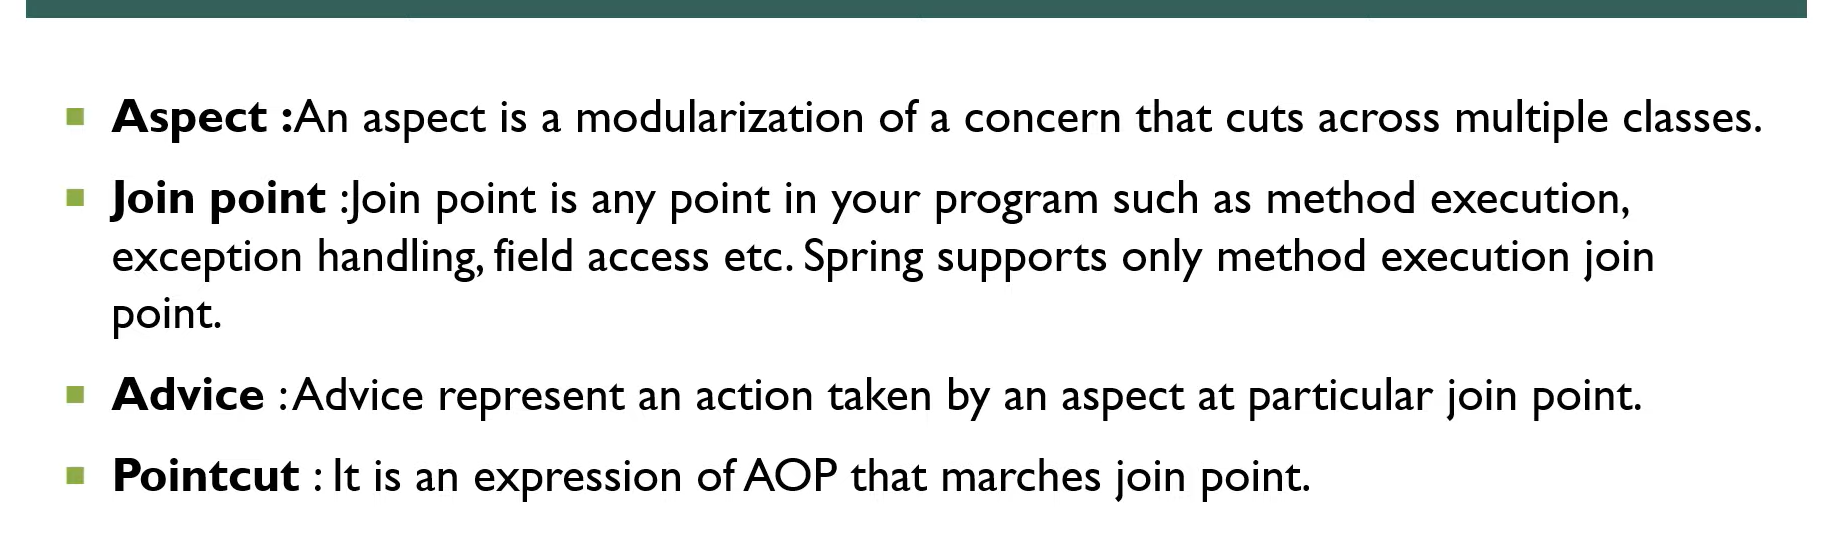 Aspect :An aspect is a modularization of a concern that cuts across multiple classes.
Join point :Join point is any point in your program such as method execution,
exception handling, field access etc. Spring supports only method execution join
point.
Advice :Advice represent an action taken by an aspect at particular join point.
Pointcut : It is an expression of AOP that marches join point.